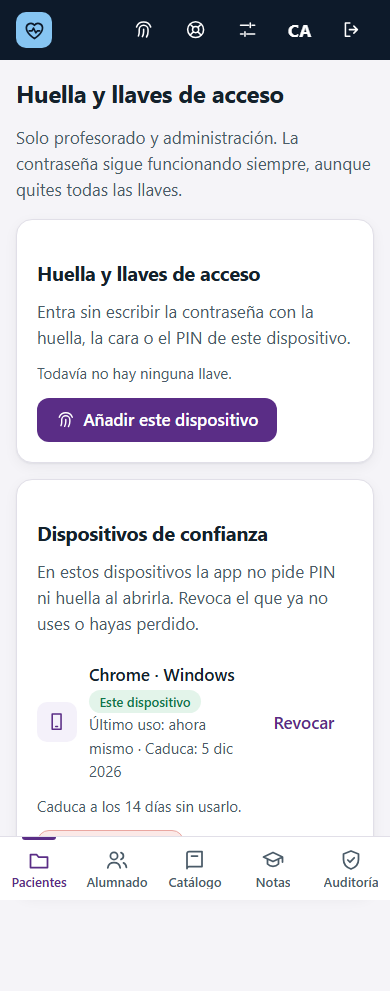 CA
Huella y llaves de acceso
Solo profesorado y administración. La
contraseña sigue funcionando siempre, aunque
quites todas las llaves.
Huella y llaves de acceso
Entra sin escribir la contraseña con la
huella, la cara o el PIN de este dispositivo.
Todavía no hay ninguna llave.
Añadir este dispositivo
Dispositivos de confianza
En estos dispositivos la app no pide PIN
ni huella al abrirla. Revoca el que ya no
uses o hayas perdido.
Chrome · Windows
Este dispositivo
Último uso: ahora
mismo · Caduca: 5 dic
2026
Revocar
Caduca a los 14 días sin usarlo.
Pacientes Alumnado Catálogo Notas Auditoría